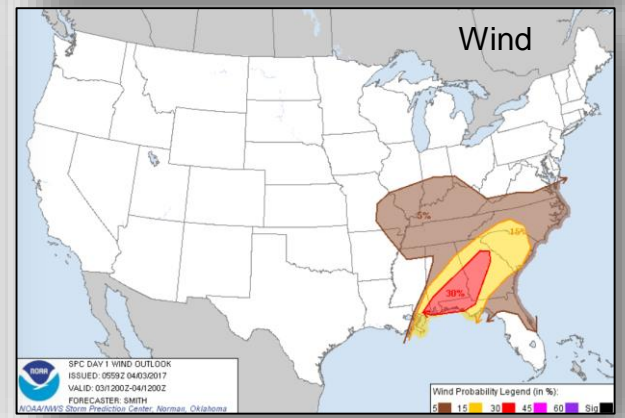 Wind
5%
15%
30%
NOAA
SPC DAY 1 WIND OUTLOOK
ISSUED: 0559Z 04/03/2017
VALID: 03/1200Z-04/1200Z
FORECASTER: SMITH
NOAA/NWS Storm Prediction Center, Norman, Oklahoma
Wind Probability Legend (in %):
5 15 30 45 60 Sig